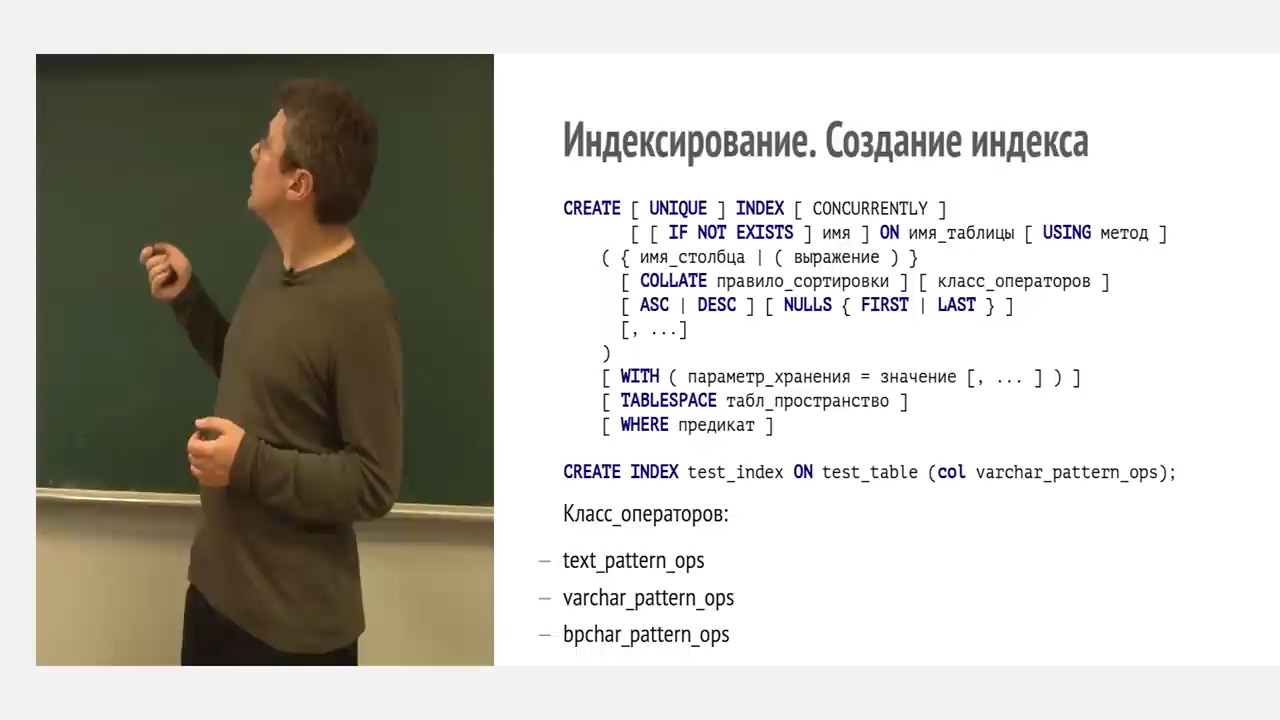 Индексирование. Создание индекса
CREATE [ UNIQUE ] INDEX [ CONCURRENTLY ]
[ [ IF NOT EXISTS ] имя ] ON имя_таблицы [ USING метод ]
( { имя_столбца | ( выражение ) }
[ COLLATE правило_сортировки ] [ класс_операторов ]
[ ASC | DESC ] [ NULLS { FIRST | LAST } ]
[, ...]
)
[ WITH ( параметр_хранения = значение [, ... ] ) ]
[ TABLESPACE табл_пространство ]
[ WHERE предикат ]
CREATE INDEX test_index ON test_table (col varchar_pattern_ops);
Класс_операторов:
– text_pattern_ops
– varchar_pattern_ops
– bpchar_pattern_ops